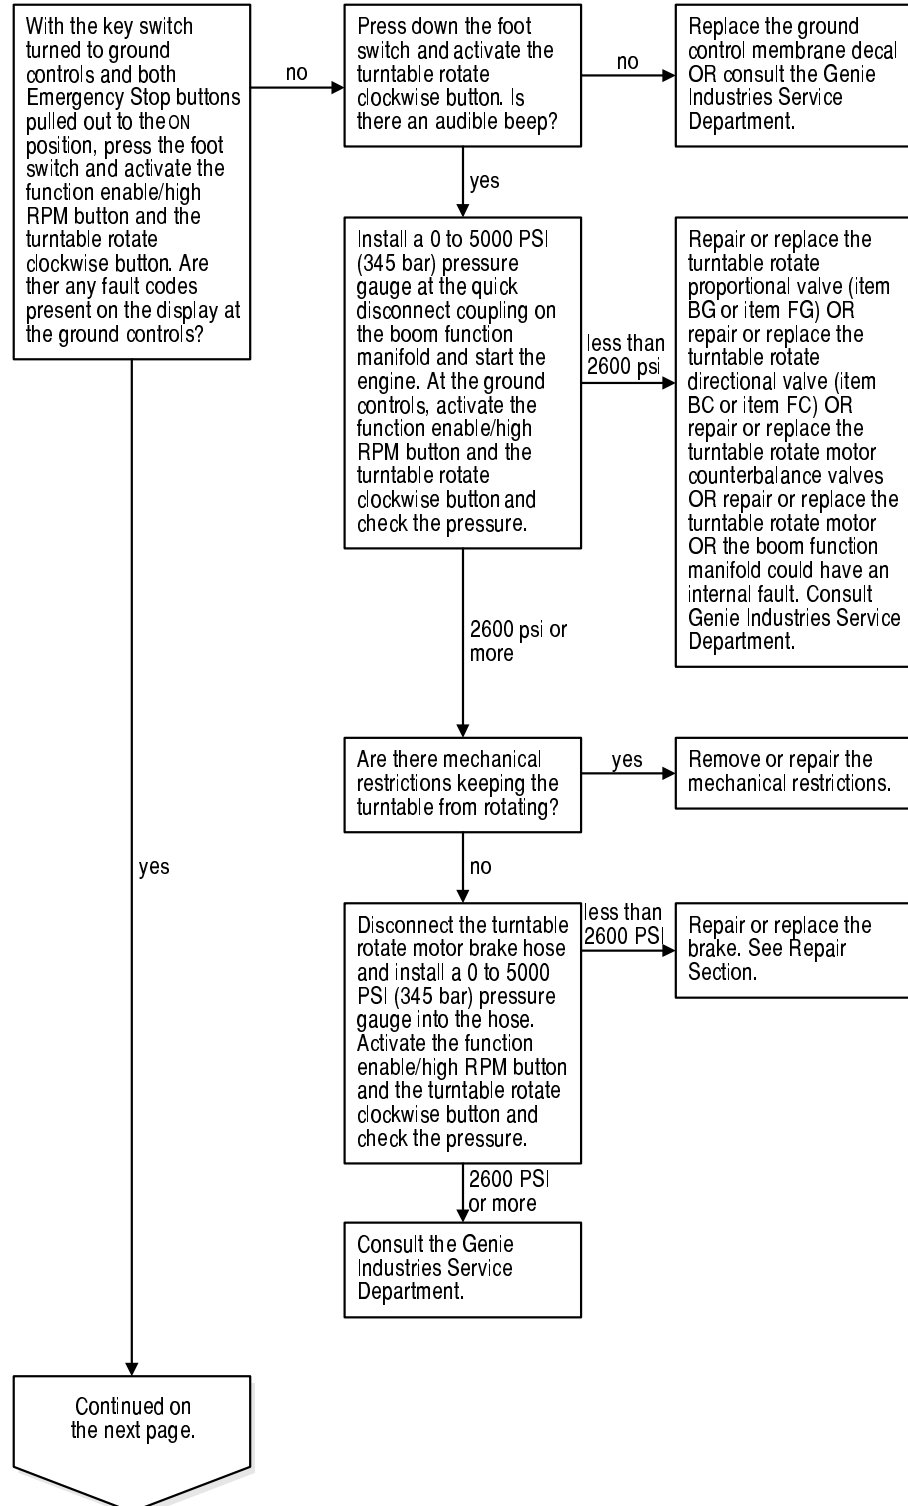 With the key switch
turned to ground
controls and both
Emergency Stop buttons
pulled out to the ON
position, press the foot
switch and activate the
function enable/high
RPM button and the
turntable rotate
clockwise button. Are
ther any fault codes
present on the display at
the ground controls?
no
Press down the foot
switch and activate the
turntable rotate
clockwise button. Is
there an audible beep?
no
Replace the ground
control membrane decal
OR consult the Genie
Industries Service
Department.
yes
Install a 0 to 5000 PSI
(345 bar) pressure
gauge at the quick
disconnect coupling on
the boom function
manifold and start the
engine. At the ground
controls, activate the
function enable/high
RPM button and the
turntable rotate
clockwise button and
check the pressure.
less than
2600 psi
Repair or replace the
turntable rotate
proportional valve (item
BG or item FG) OR
repair or replace the
turntable rotate
directional valve (item
BC or item FC) OR
repair or replace the
turntable rotate motor
counterbalance valves
OR repair or replace the
turntable rotate motor
OR the boom function
manifold could have an
internal fault. Consult
Genie Industries Service
Department.
2600 psi or
more
Are there mechanical
restrictions keeping the
turntable from rotating?
yes
Remove or repair the
mechanical restrictions.
yes
no
Disconnect the turntable
rotate motor brake hose
and install a 0 to 5000
PSI (345 bar) pressure
gauge into the hose.
Activate the function
enable/high RPM button
and the turntable rotate
clockwise button and
check the pressure.
less than
2600 PSI
Repair or replace the
brake. See Repair
Section.
2600 PSI
or more
Consult the Genie
Industries Service
Department.
Continued on
the next page.